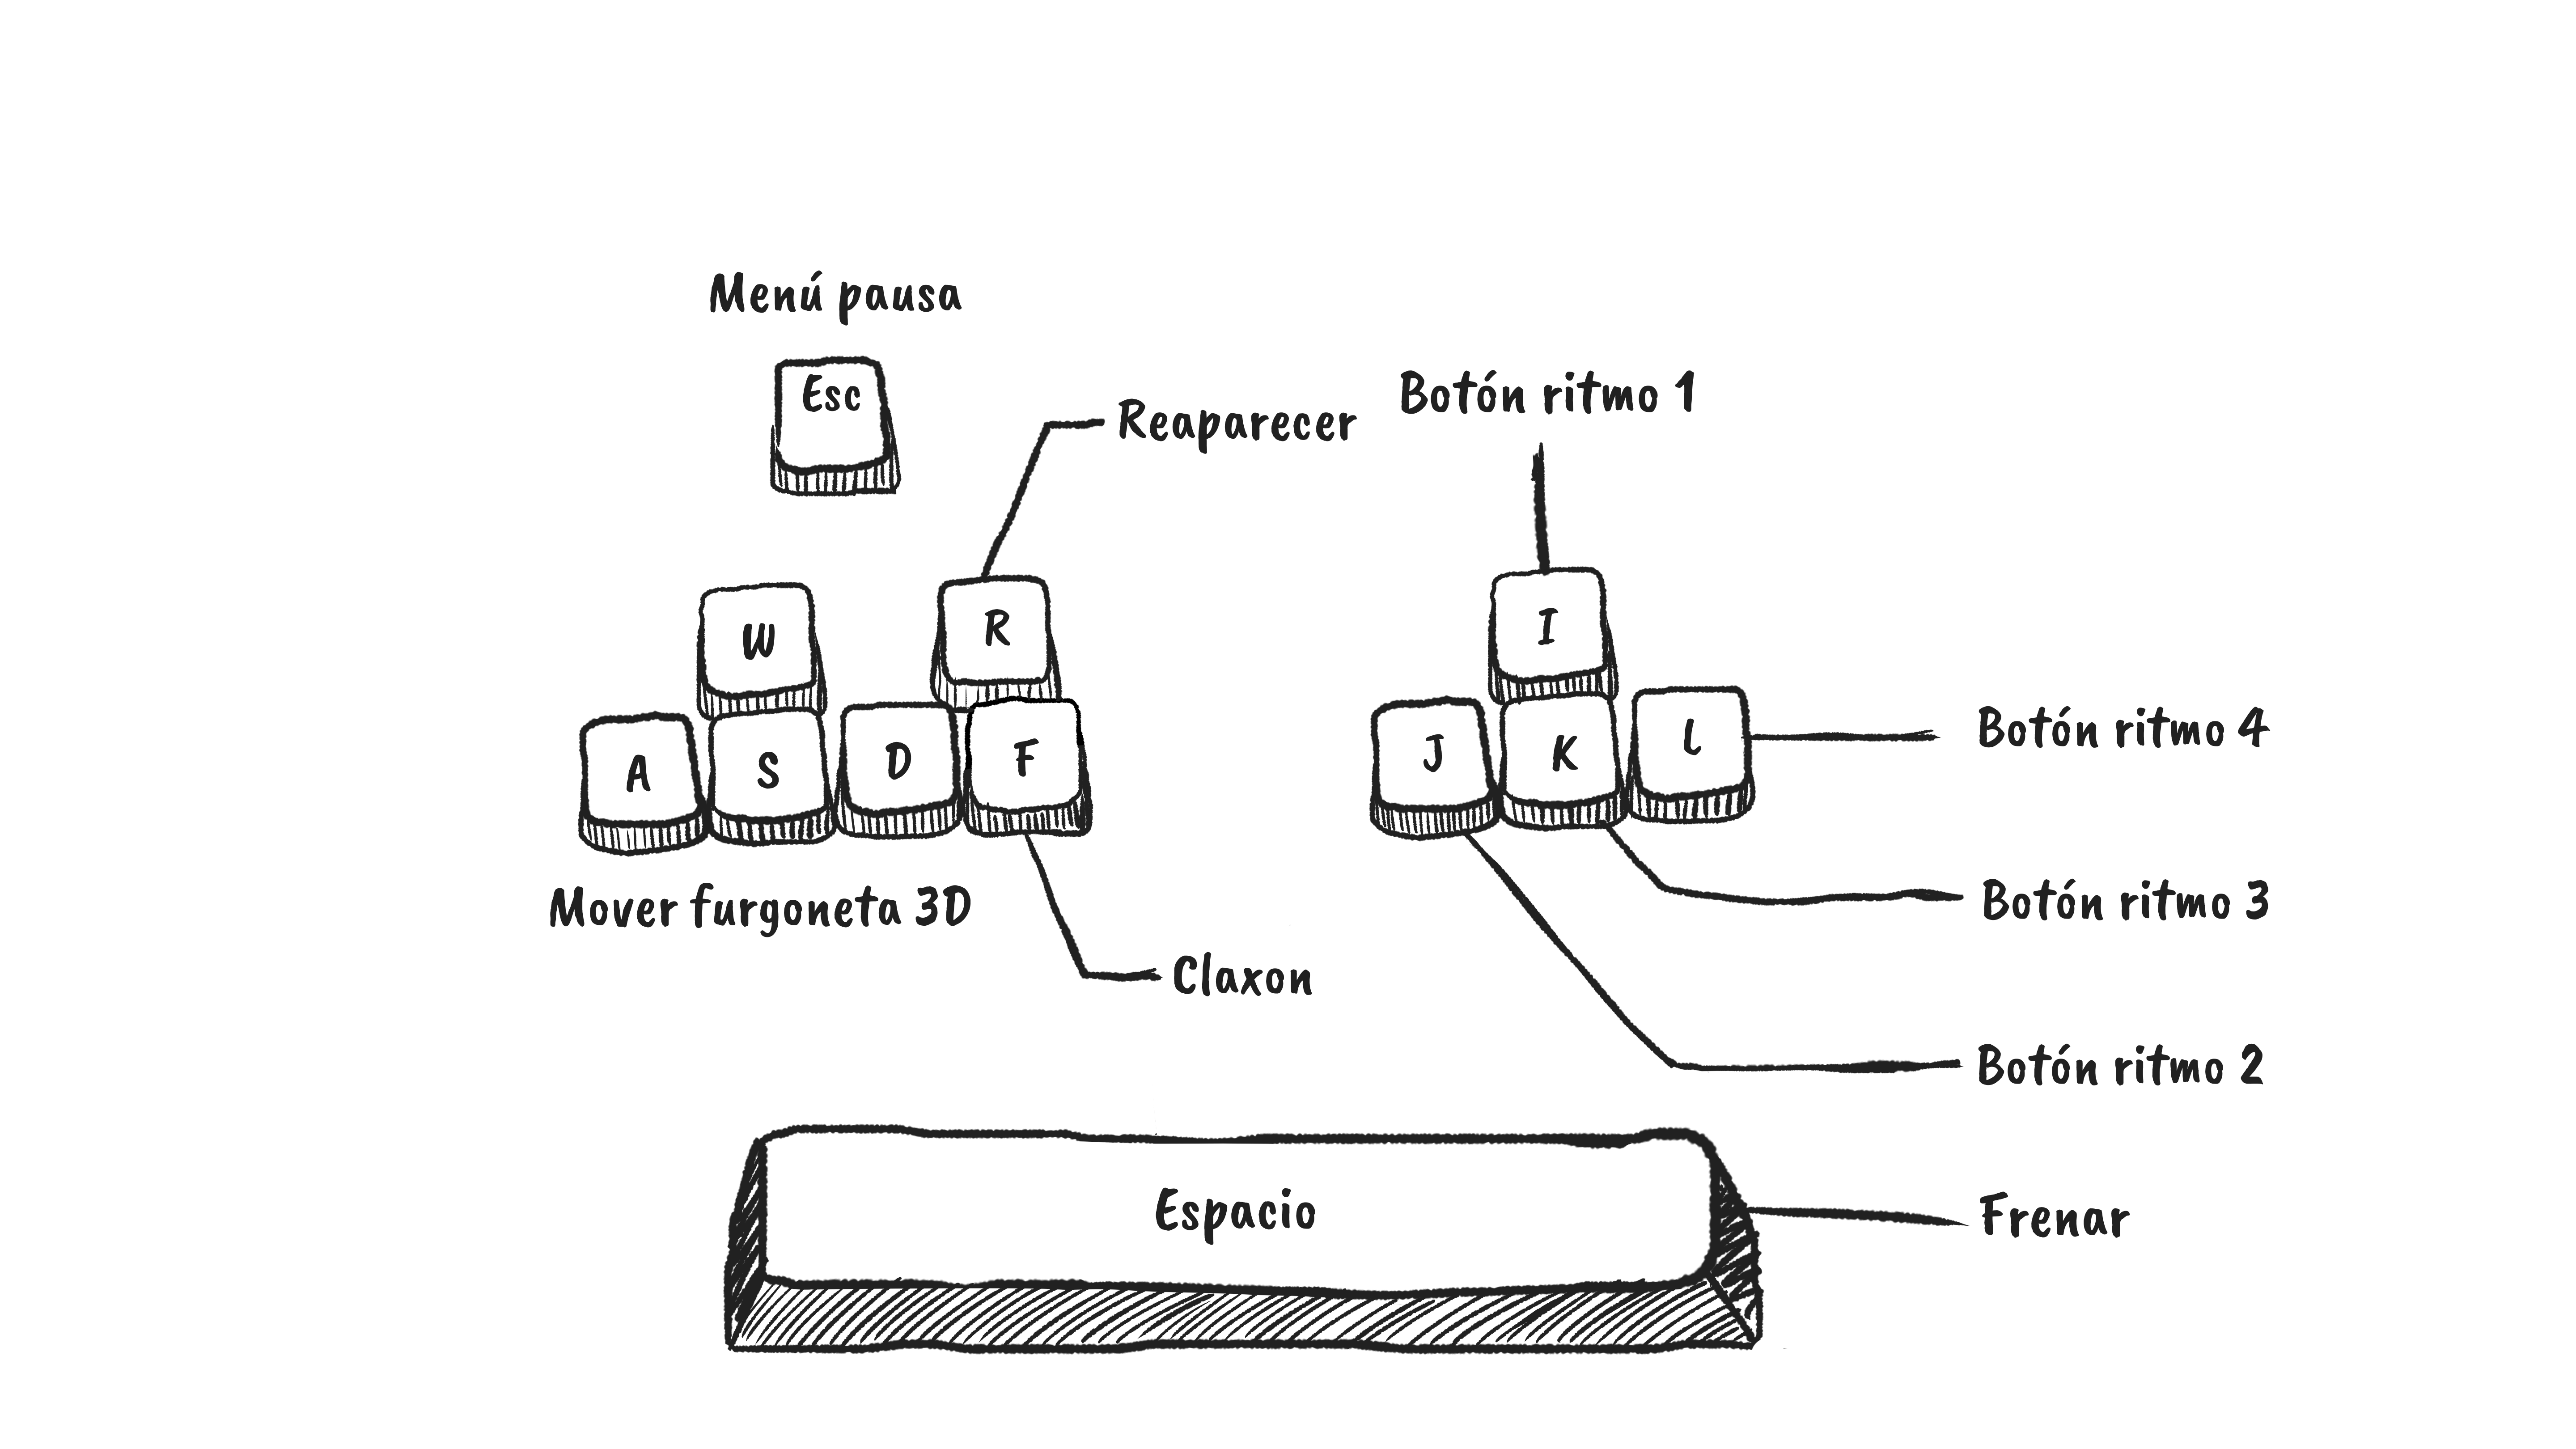 Menú pausa
Esc
Reaparecer
Botón ritmo 1
W
R
I
A
S
D
F
J
K
L
Botón ritmo 4
Mover furgoneta 3D
Botón ritmo 3
Claxon
Botón ritmo 2
Espacio
Frenar